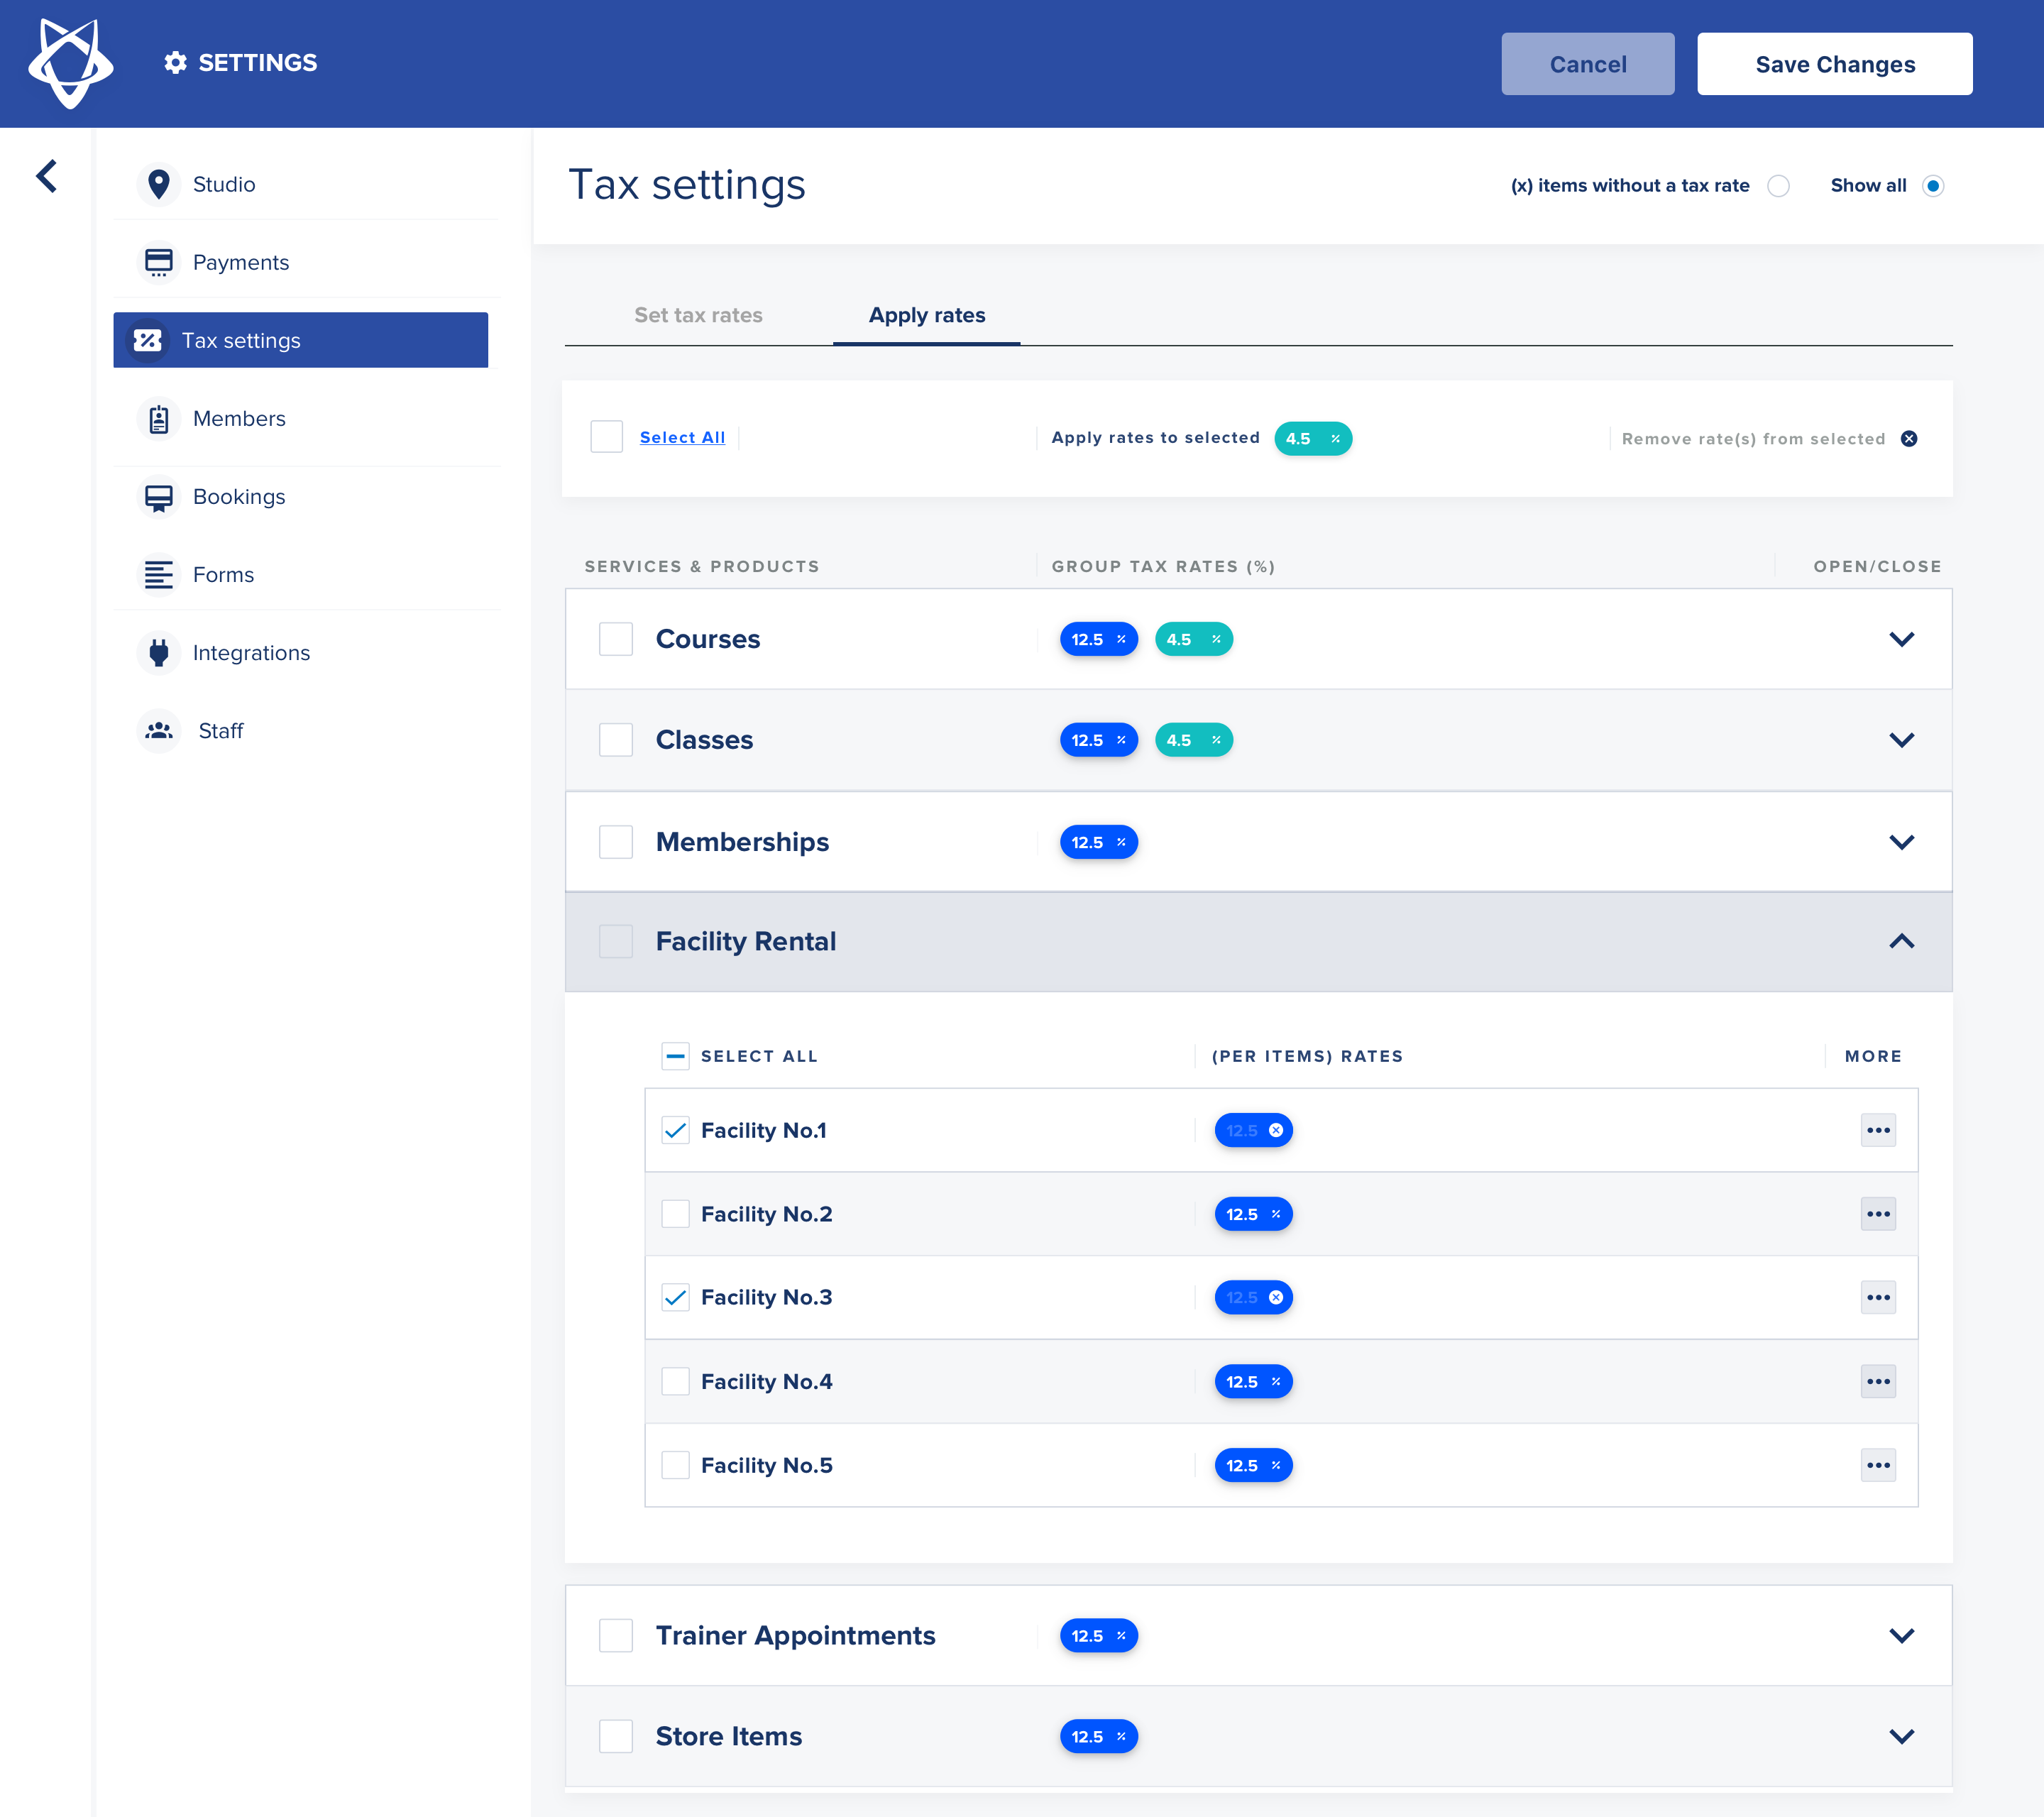 SETTINGS
Cancel
Save Changes
Studio
Payments
Tax settings
Members
Bookings
Forms
Integrations
Staff
Tax settings
(x) items without a tax rate
Show all
Set tax rates
Apply rates
Select All
Apply rates to selected
4.5 %
Remove rate(s) from selected
SERVICES & PRODUCTS
GROUP TAX RATES (%)
OPEN/CLOSE
Courses
12.5 %
4.5 %
Classes
12.5 %
4.5 %
Memberships
12.5 %
Facility Rental
SELECT ALL
(PER ITEMS) RATES
MORE
Facility No.1
12.5
Facility No.2
12.5 %
Facility No.3
12.5
Facility No.4
12.5 %
Facility No.5
12.5 %
Trainer Appointments
12.5 %
Store Items
12.5 %